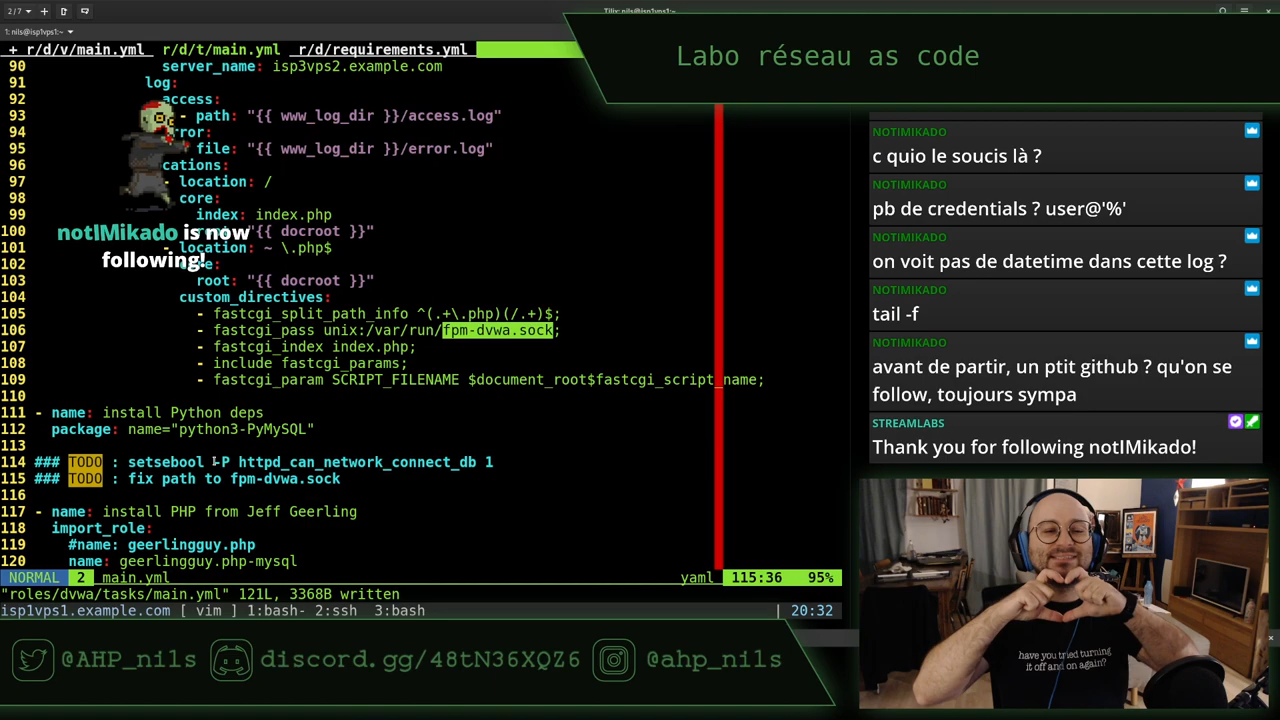 2/7
Tilix: nils@isp1vps1:~
1: nils@isp1vps1:~
+ r/d/v/main.yml r/d/t/main.yml r/d/requirements.yml
90 server_name: isp3vps2.example.com
91 log:
92 access:
93 - path: "{{ www_log_dir }}/access.log"
94 rror:
95 file: "{{ www_log_dir }}/error.log"
96 cations:
97 - location: /
98 core:
99 index: index.php
100 "{{ docroot }}"
101 - location: ~ \.php$
102 re:
103 root: "{{ docroot }}"
104 custom_directives:
105 - fastcgi_split_path_info ^(.+\.php)(/.+)$;
106 - fastcgi_pass unix:/var/run/fpm-dvwa.sock;
107 - fastcgi_index index.php;
108 - include fastcgi_params;
109 - fastcgi_param SCRIPT_FILENAME $document_root$fastcgi_script_name;
110
111 - name: install Python deps
112 package: name="python3-PyMySQL"
113
114 ### TODO : setsebool -P httpd_can_network_connect_db 1
115 ### TODO : fix path to fpm-dvwa.sock
116
117 - name: install PHP from Jeff Geerling
118 import_role:
119 #name: geerlingguy.php
120 name: geerlingguy.php-mysql
NORMAL 2 main.yml yaml 115:36 95%
"roles/dvwa/tasks/main.yml" 121L, 3368B written
isp1vps1.example.com [ vim ] 1:bash- 2:ssh 3:bash | 20:32
notIMikado is now
following!
Labo réseau as code
NOTIMIKADO
c quio le soucis là ?
NOTIMIKADO
pb de credentials ? user@'%'
NOTIMIKADO
on voit pas de datetime dans cette log ?
NOTIMIKADO
tail -f
NOTIMIKADO
avant de partir, un ptit github ? qu'on se
follow, toujours sympa
STREAMLABS
Thank you for following notIMikado!
have you tried turning
it off and on again?
@AHP_nils discord.gg/48tN36XQZ6 @ahp_nils